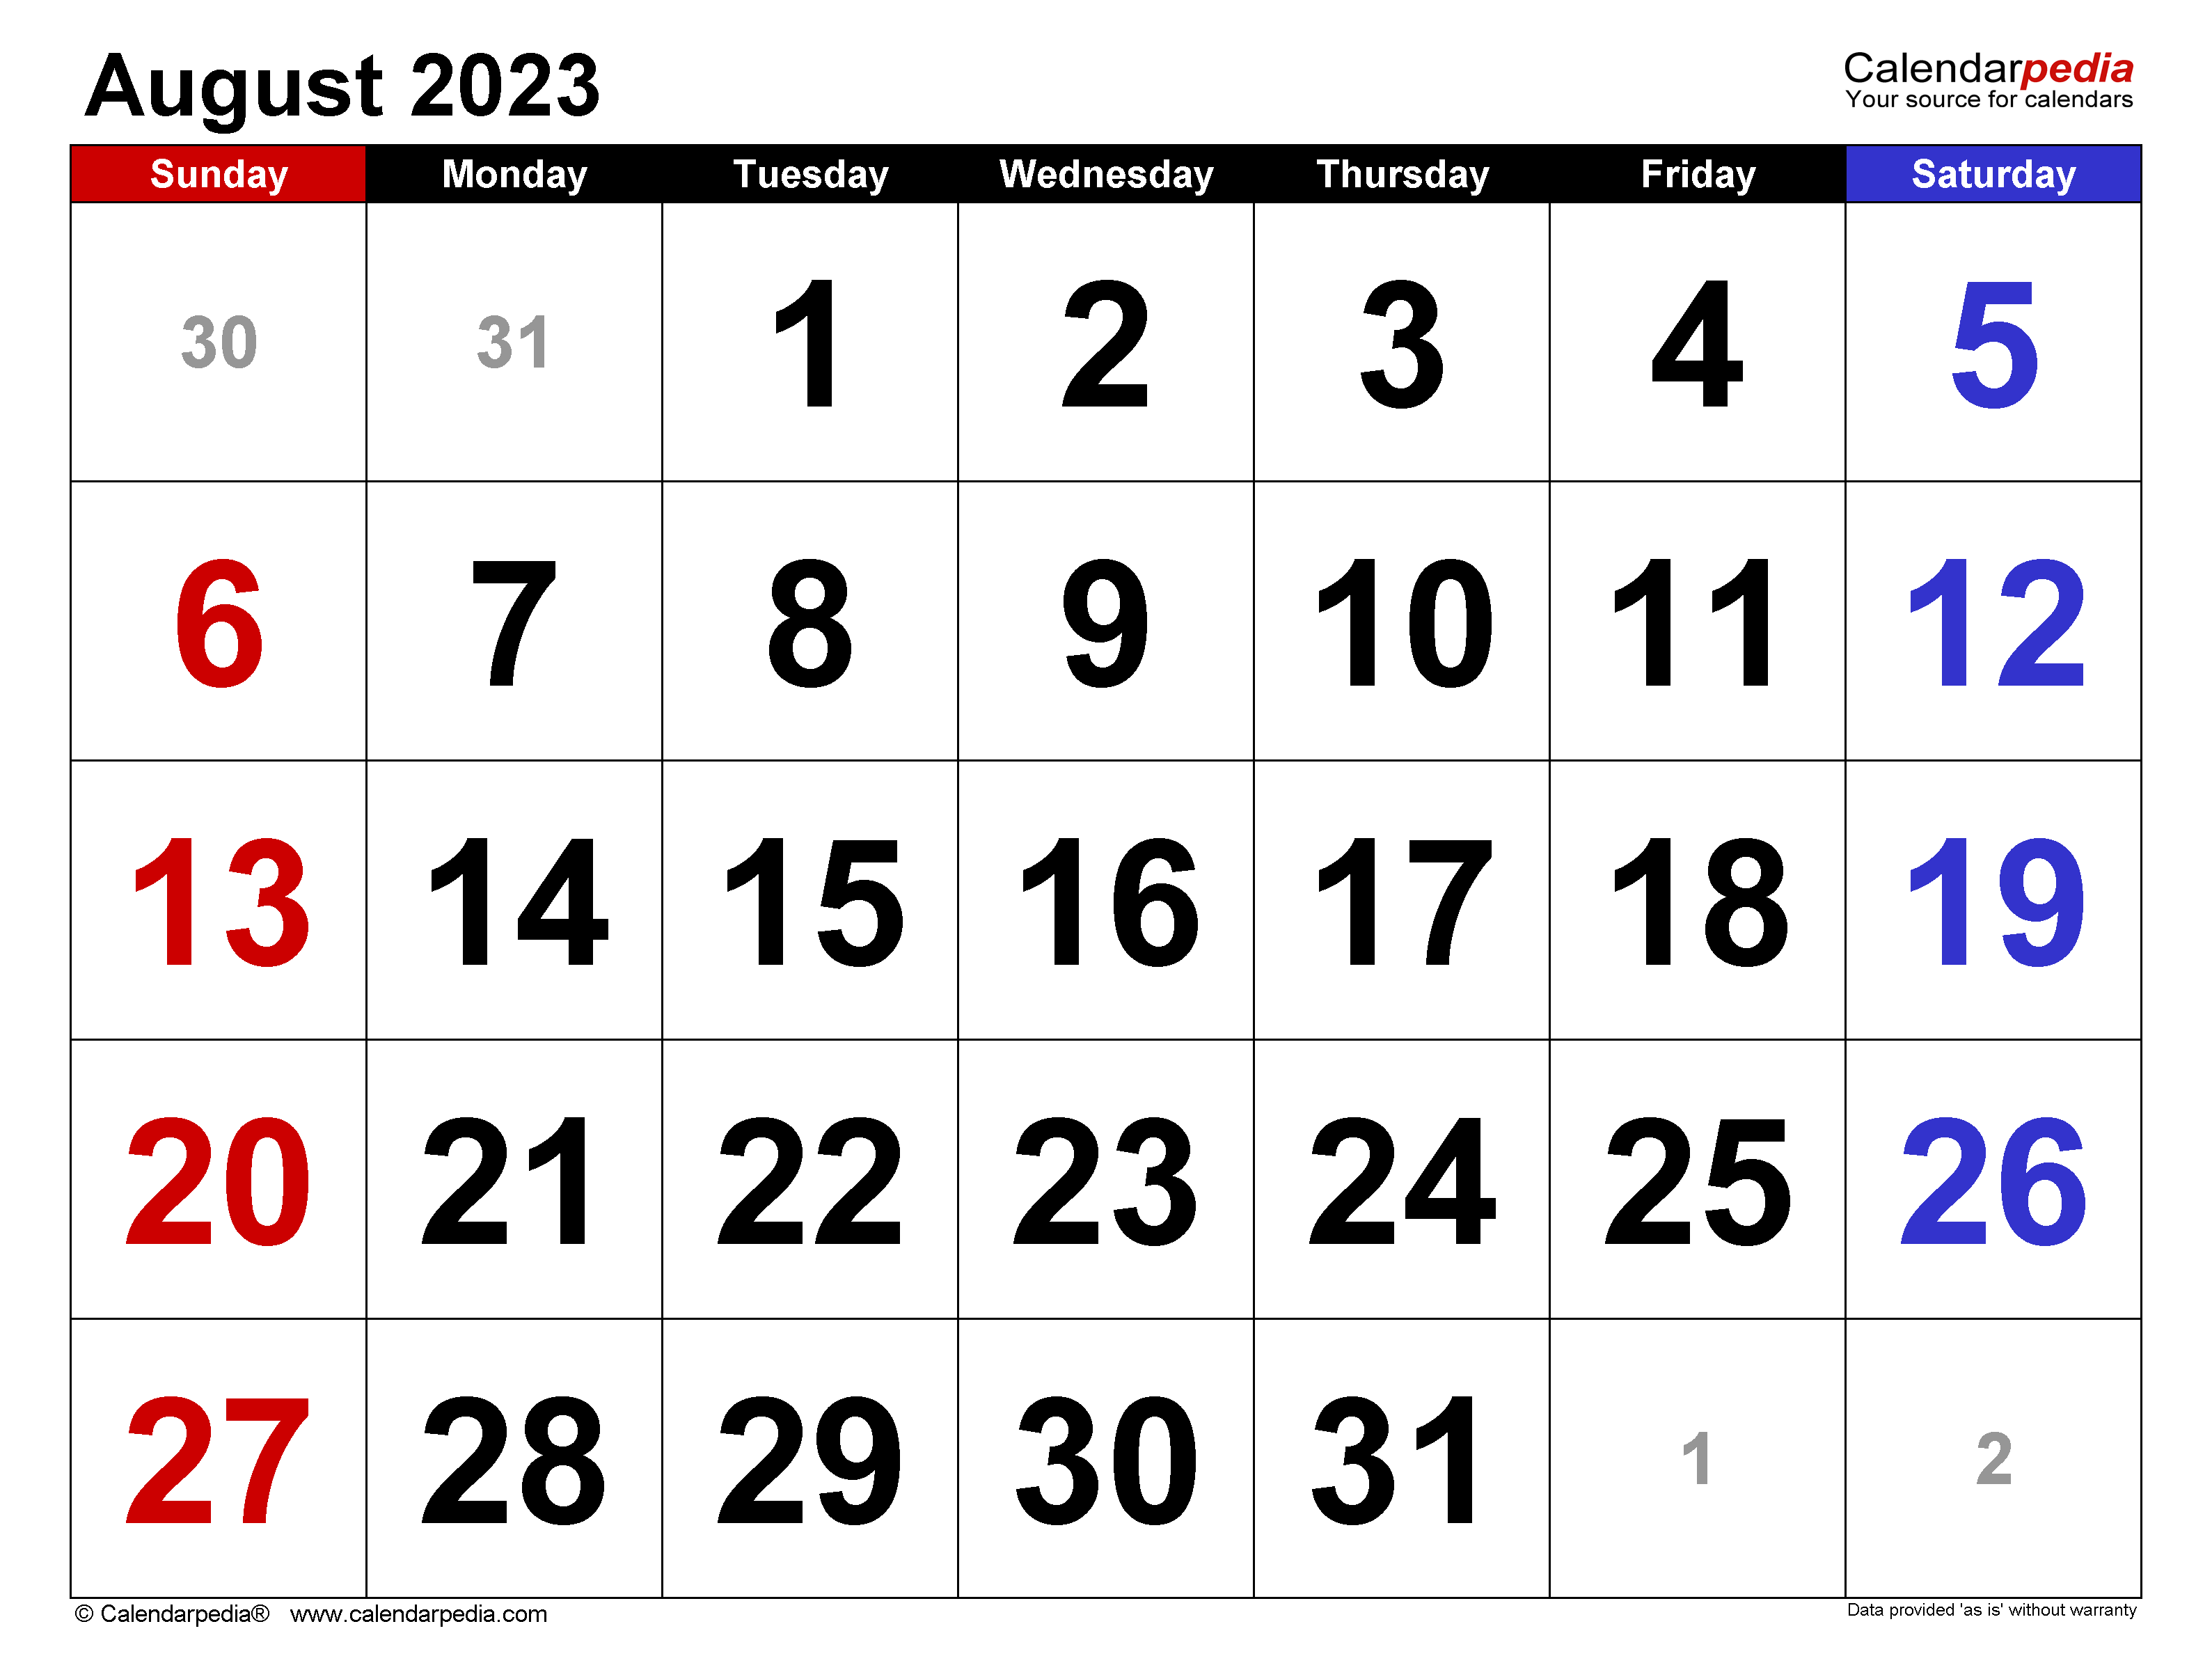 August 2023
Calendarpedia
Your source for calendars
Sunday Monday Tuesday Wednesday Thursday Friday Saturday
30 31 1 2 3 4 5
6 7 8 9 10 11 12
13 14 15 16 17 18 19
20 21 22 23 24 25 26
27 28 29 30 31 1 2
© Calendarpedia® www.calendarpedia.com
Data provided 'as is' without warranty